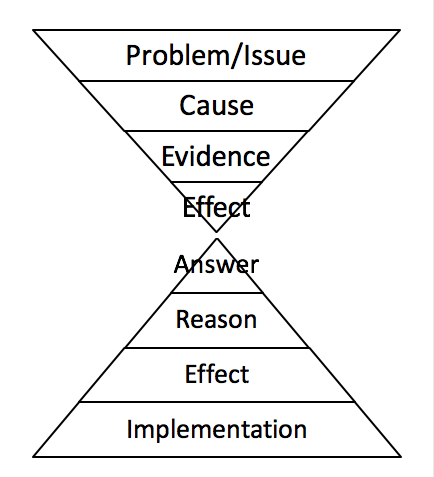 Problem/Issue
Cause
Evidence
Effect
Answer
Reason
Effect
Implementation